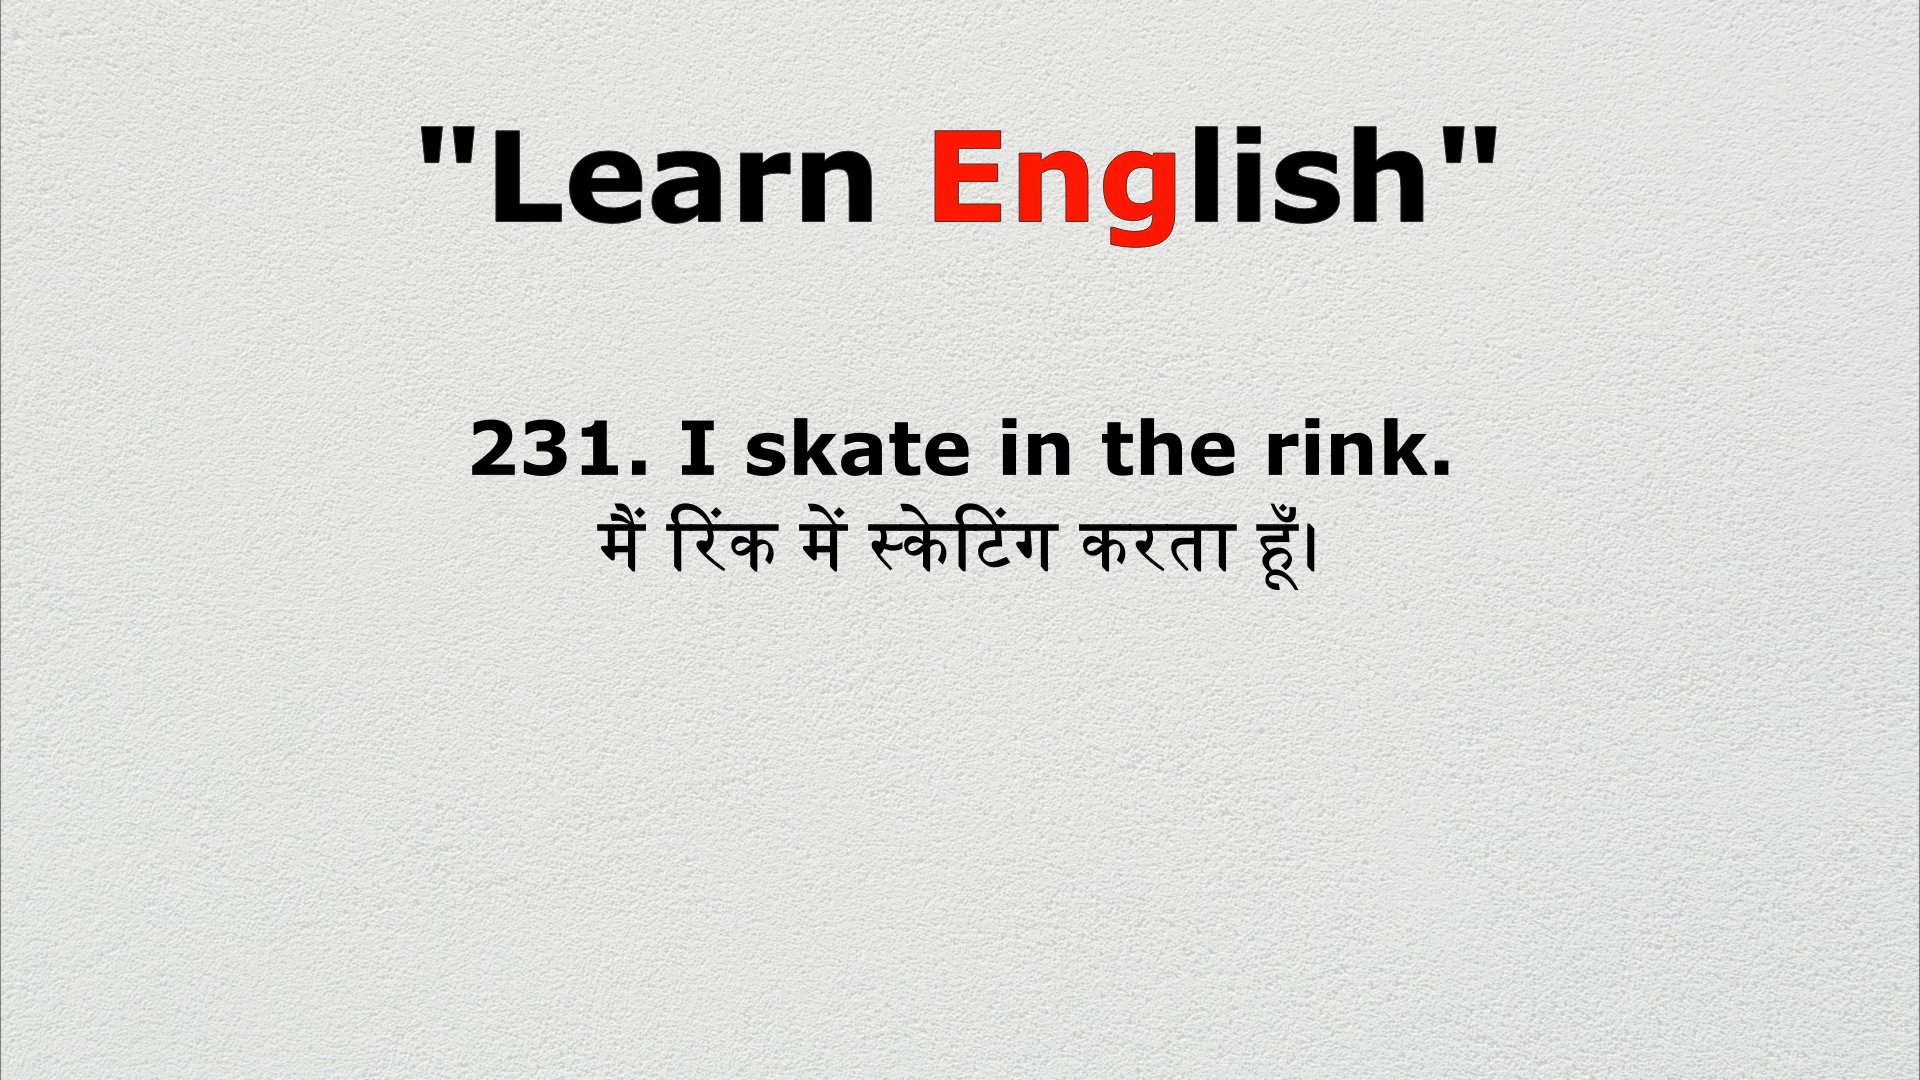 "Learn English"
231. I skate in the rink.
मैं रिंक में स्केटिंग करता हूँ।